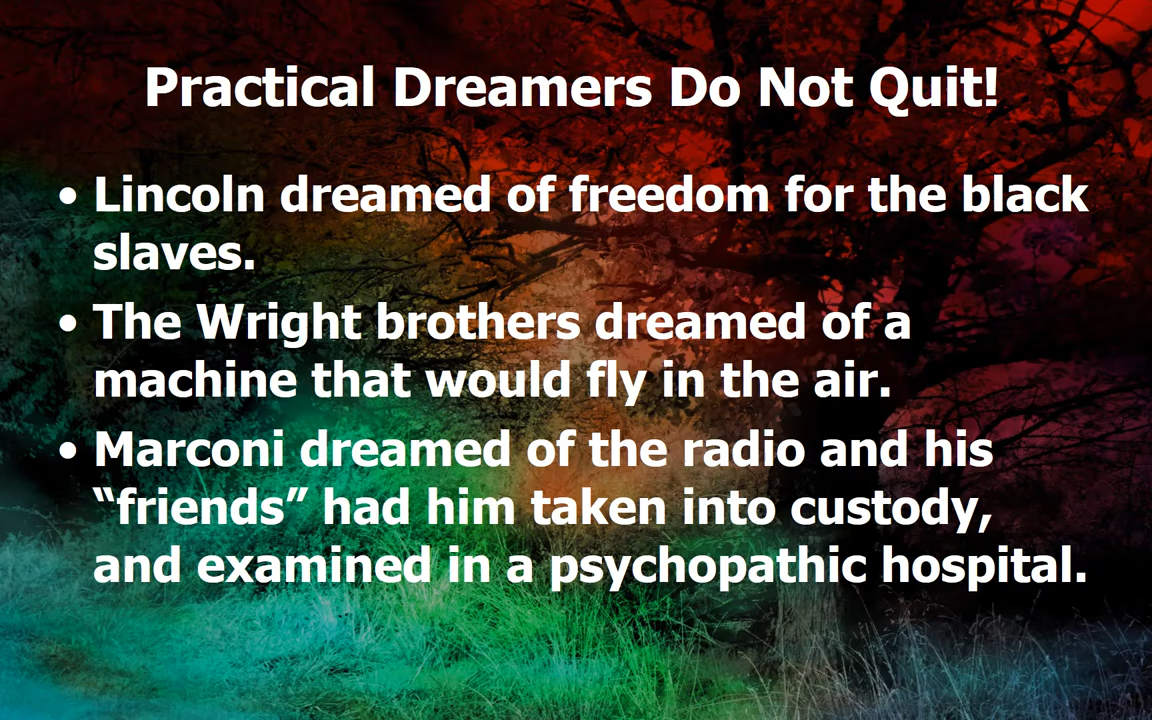 Practical Dreamers Do Not Quit!
• Lincoln dreamed of freedom for the black
slaves.
• The Wright brothers dreamed of a
machine that would fly in the air.
• Marconi dreamed of the radio and his
“friends” had him taken into custody,
and examined in a psychopathic hospital.